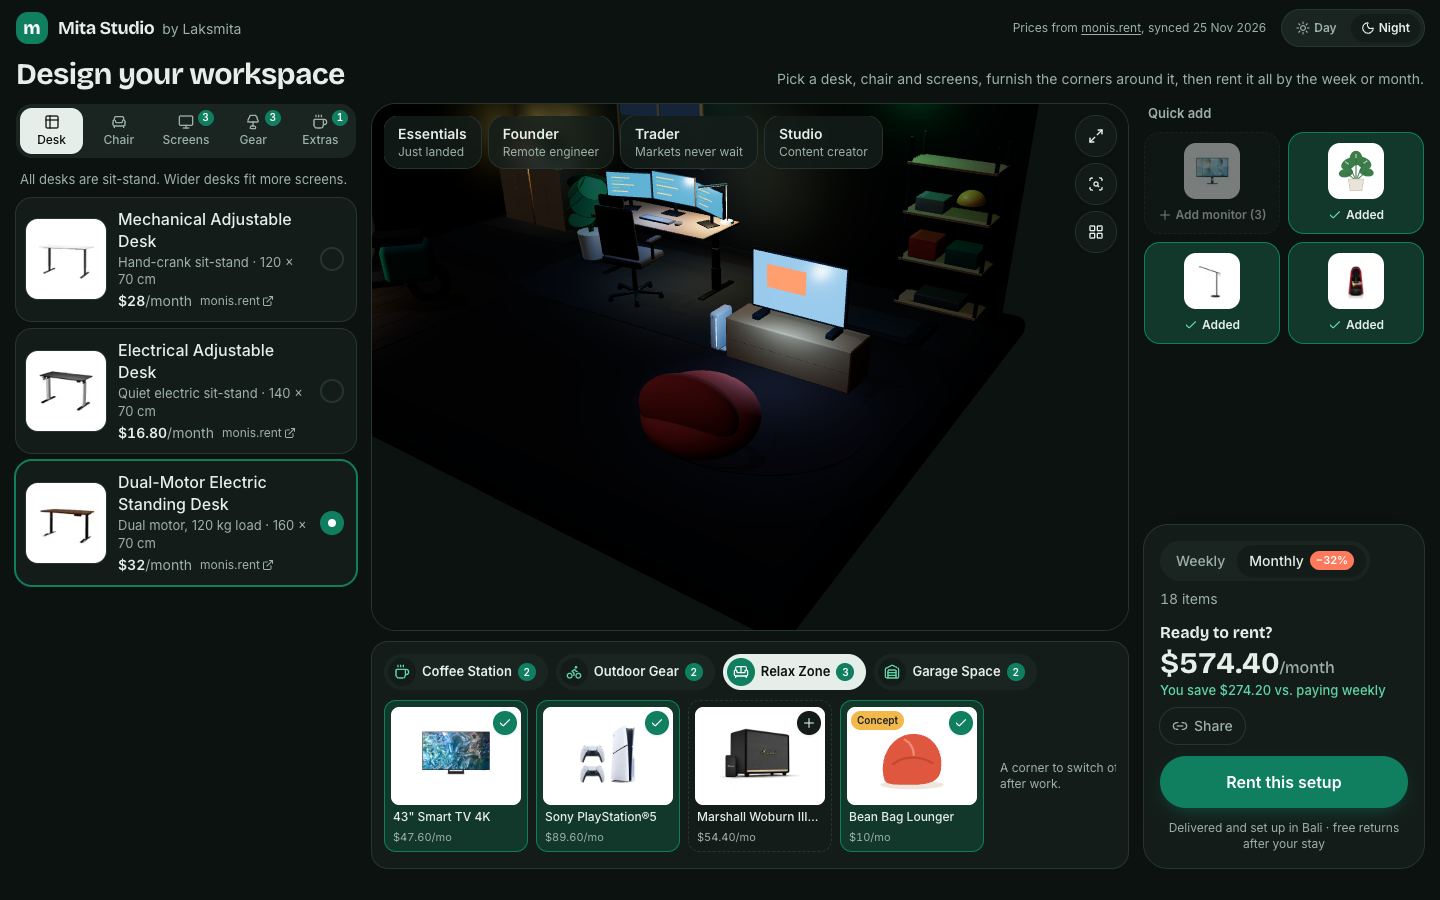 m Mita Studio by Laksmita
Prices from monis.rent, synced 25 Nov 2026
Day
Night
Design your workspace
Pick a desk, chair and screens, furnish the corners around it, then rent it all by the week or month.
Desk
Chair
Screens 3
Gear 3
Extras 1
All desks are sit-stand. Wider desks fit more screens.
Mechanical Adjustable
Desk
Hand-crank sit-stand · 120 ×
70 cm
$28/month monis.rent
Electrical Adjustable
Desk
Quiet electric sit-stand · 140 ×
70 cm
$16.80/month monis.rent
Dual-Motor Electric
Standing Desk
Dual motor, 120 kg load · 160 ×
70 cm
$32/month monis.rent
Essentials
Just landed
Founder
Remote engineer
Trader
Markets never wait
Studio
Content creator
Coffee Station 2
Outdoor Gear 2
Relax Zone 3
Garage Space 2
43" Smart TV 4K
$47.60/mo
Sony PlayStation®5
$89.60/mo
Marshall Woburn III...
$54.40/mo
Concept
Bean Bag Lounger
$10/mo
A corner to switch of
after work.
Quick add
Add monitor (3)
Added
Added
Added
Weekly
Monthly −32%
18 items
Ready to rent?
$574.40/month
You save $274.20 vs. paying weekly
Share
Rent this setup
Delivered and set up in Bali · free returns
after your stay